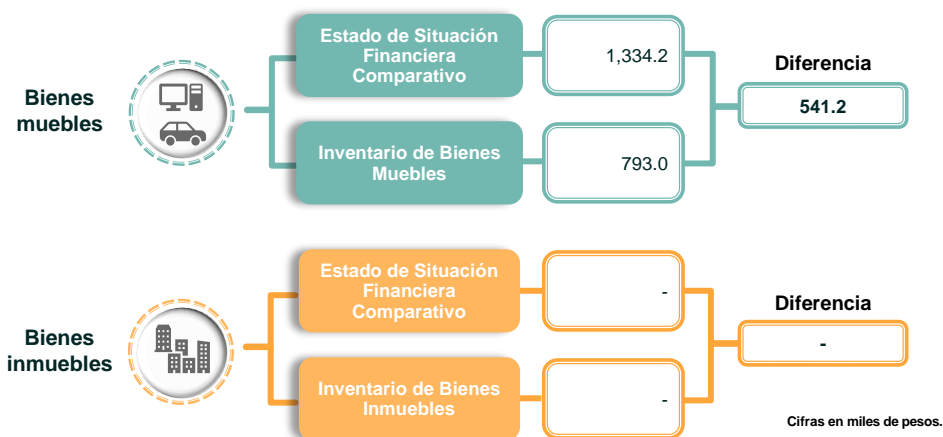 Bienes
muebles
Estado de Situación
Financiera
Comparativo
1,334.2
Inventario de Bienes
Muebles
793.0
Diferencia
541.2
Bienes
inmuebles
Estado de Situación
Financiera
Comparativo
-
Inventario de Bienes
Inmuebles
-
Diferencia
-
Cifras en miles de pesos.